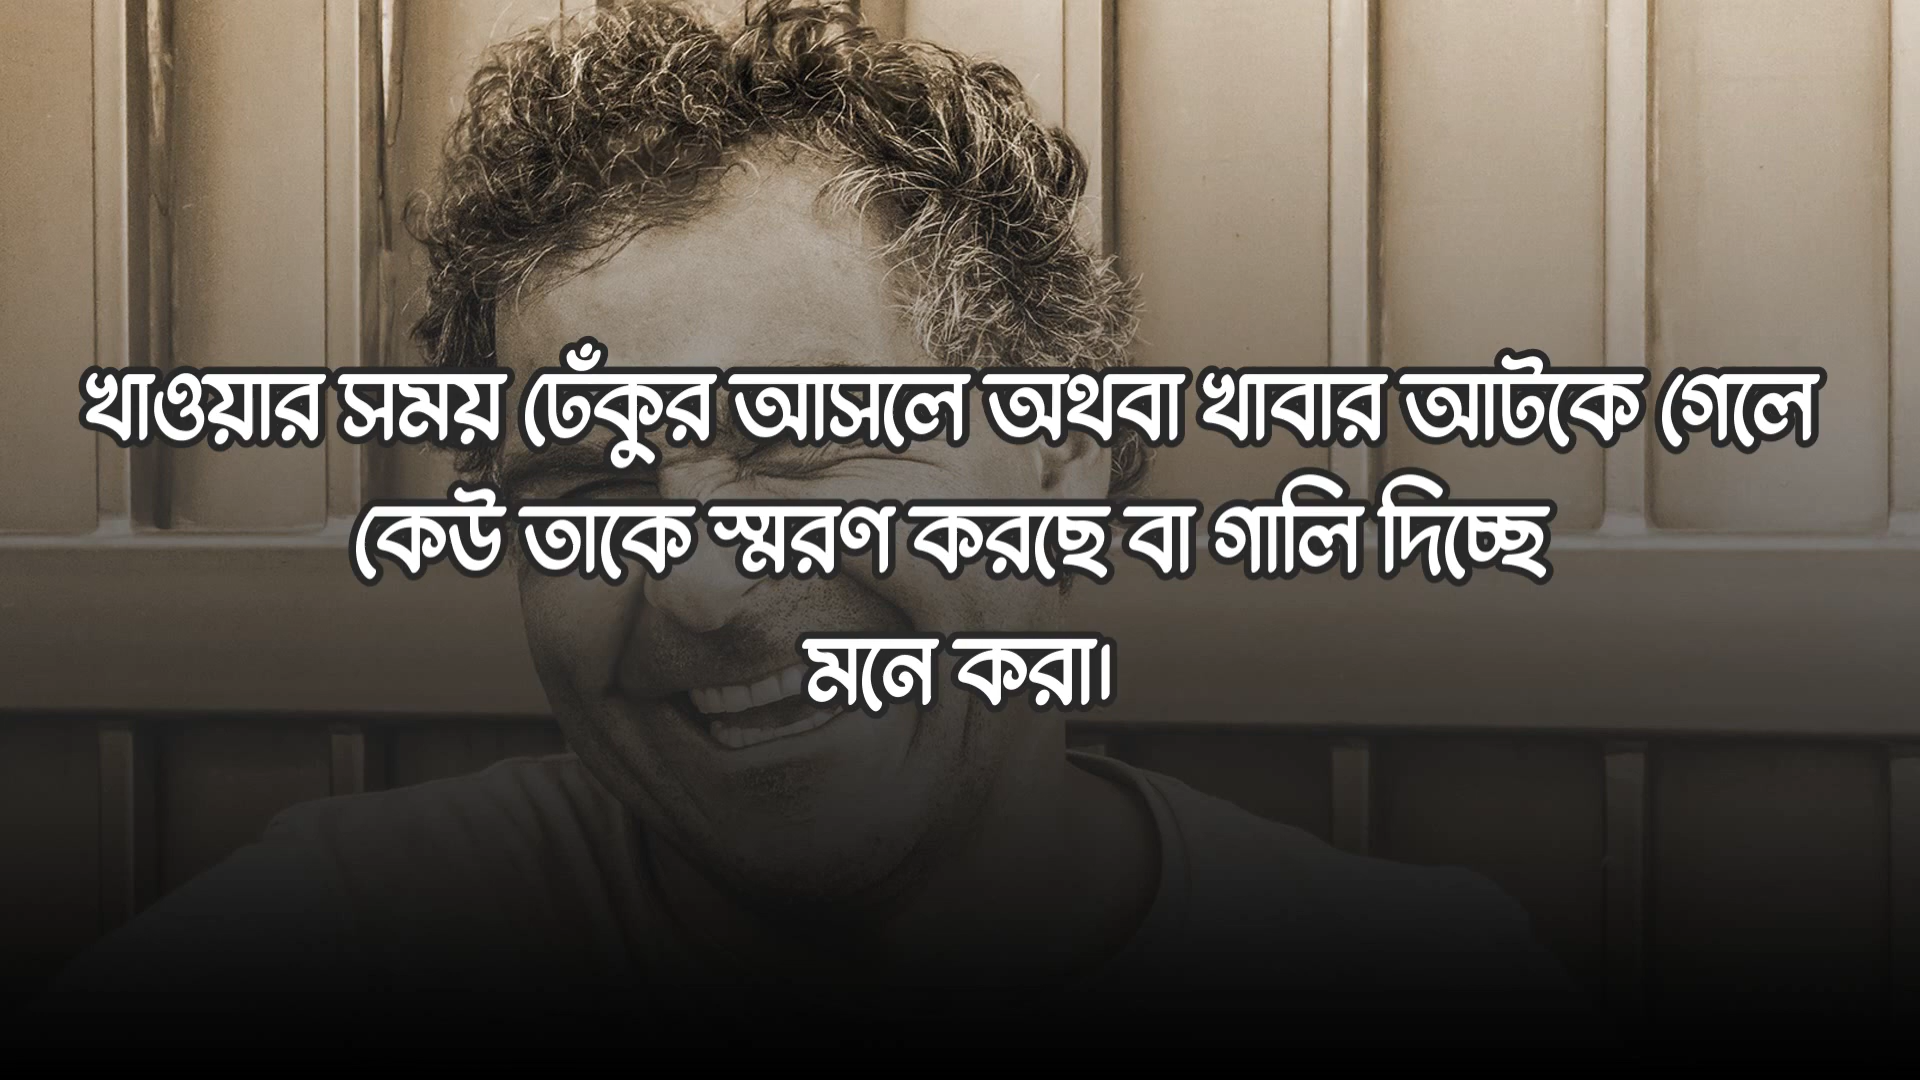 খাওয়ার সময় ঢেঁকুর আসলে অথবা খাবার আটকে গেলে
কেউ তাকে স্মরণ করছে বা গালি দিচ্ছে
মনে করা।